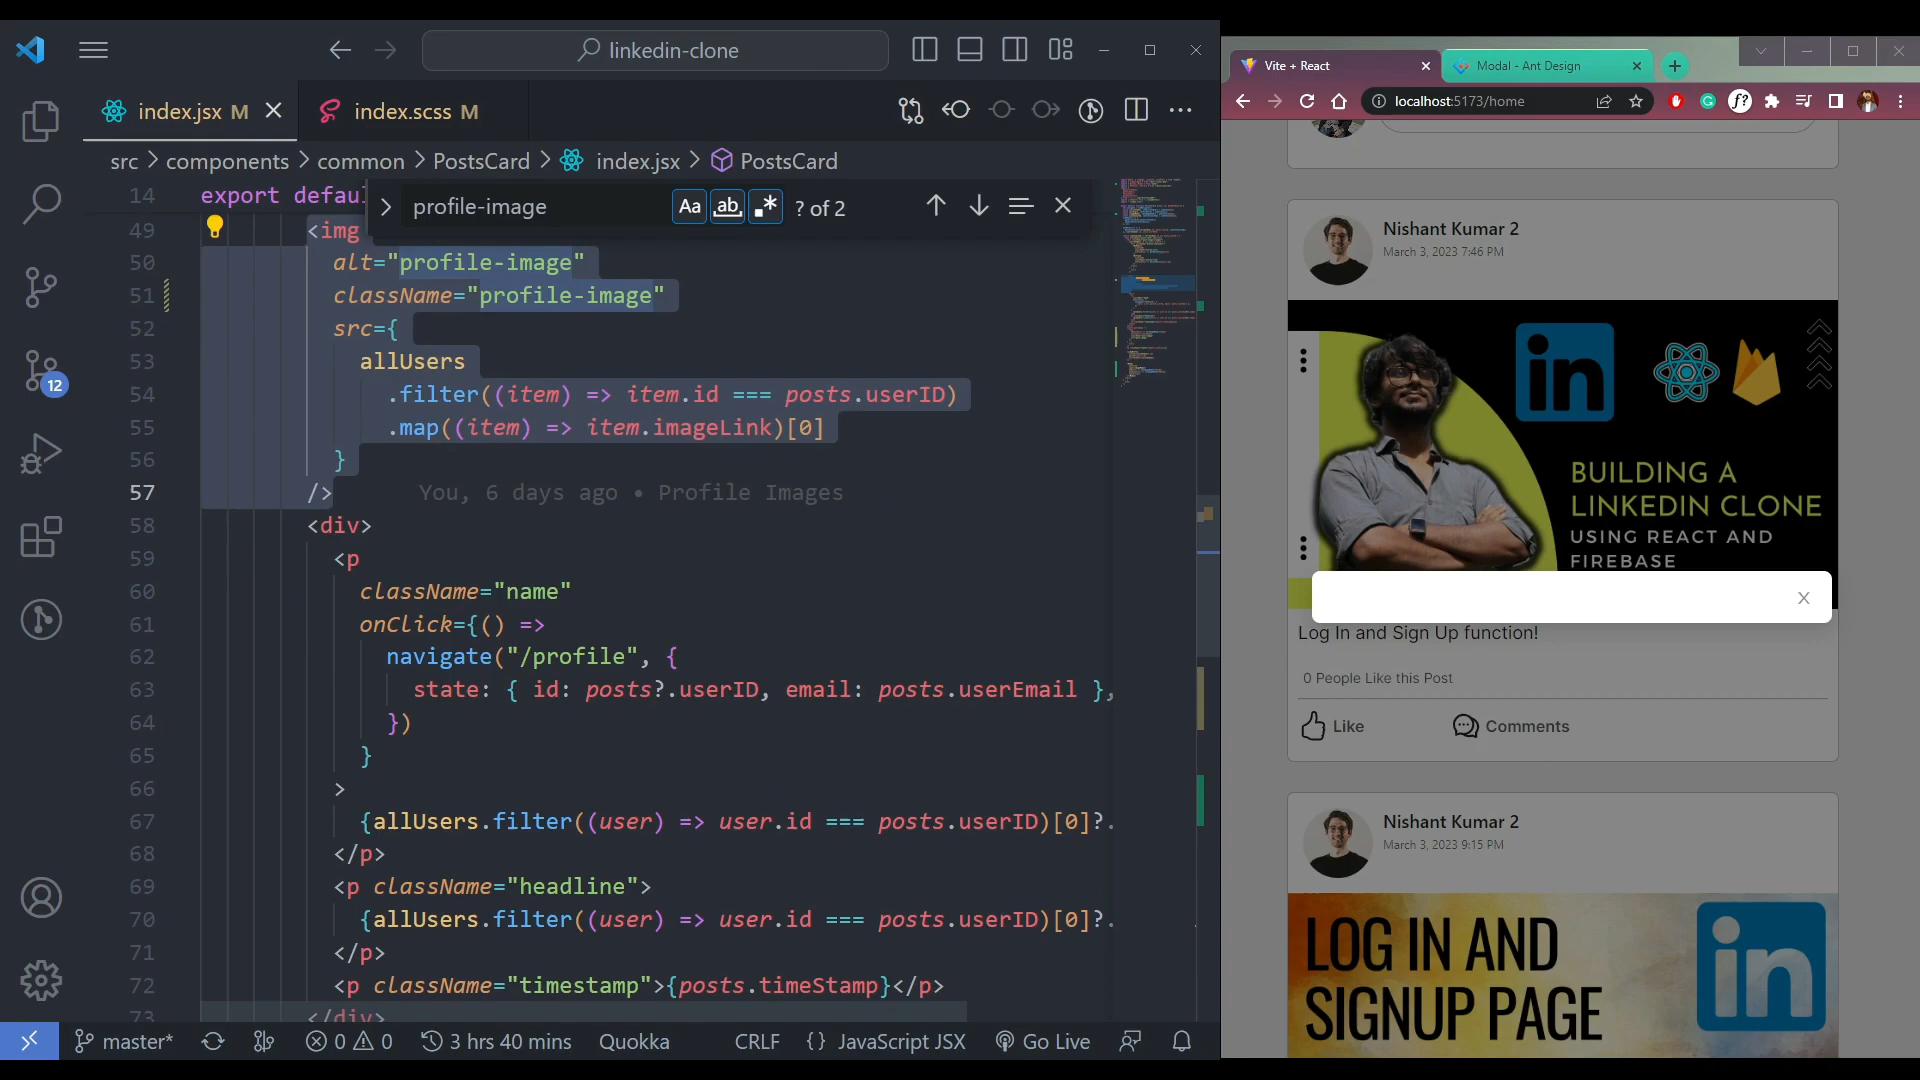 linkedin-clone
index.jsx M
index.scss M
src > components > common > PostsCard > index.jsx > PostsCard
14 export defau
profile-image
Aa
ab
? of 2
49 <img
50 alt="profile-image"
51 className="profile-image"
52 src={
53 allUsers
54 .filter((item) => item.id === posts.userID)
55 .map((item) => item.imageLink)[0]
56 }
57 /> You, 6 days ago • Profile Images
58 <div>
59 <p
60 className="name"
61 onClick={() =>
62 navigate("/profile", {
63 state: { id: posts?.userID, email: posts.userEmail },
64 })
65 }
66 >
67 {allUsers.filter((user) => user.id === posts.userID)[0]?.
68 </p>
69 <p className="headline">
70 {allUsers.filter((user) => user.id === posts.userID)[0]?.
71 </p>
72 <p className="timestamp">{posts.timeStamp}</p>
73 </div>
12
master*
0
0
3 hrs 40 mins
Quokka
CRLF
{} JavaScript JSX
Go Live
Vite + React
Modal - Ant Design
localhost:5173/home
f?
Nishant Kumar 2
March 3, 2023 7:46 PM
in
BUILDING A
LINKEDIN CLONE
USING REACT AND
FIREBASE
X
Log In and Sign Up function!
0 People Like this Post
Like
Comments
Nishant Kumar 2
March 3, 2023 9:15 PM
LOG IN AND
SIGNUP PAGE
in